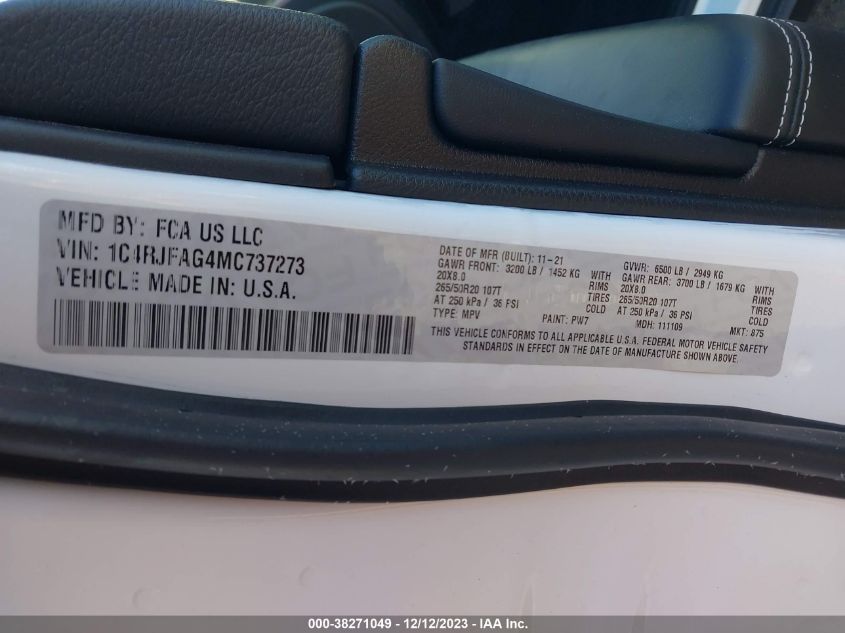 MFD BY: FCA US LLC
VIN: 1C4RJFAG4MC737273
VEHICLE MADE IN: U.S.A.
DATE OF MFR (BUILT): 11-21
GAWR FRONT: 3200 LB / 1452 KG WITH
20X8.0 RIMS
265/50R20 107T TIRES
AT 250 kPa / 36 PSI COLD
TYPE: MPV PAINT: PW7
GVWR: 6500 LB / 2949 KG
GAWR REAR: 3700 LB / 1679 KG WITH
20X8.0 RIMS
265/50R20 107T TIRES
AT 250 kPa / 36 PSI COLD
MDH: 111109 MKT: 875
THIS VEHICLE CONFORMS TO ALL APPLICABLE U.S.A. FEDERAL MOTOR VEHICLE SAFETY
STANDARDS IN EFFECT ON THE DATE OF MANUFACTURE SHOWN ABOVE.
000-38271049 - 12/12/2023 - IAA Inc.